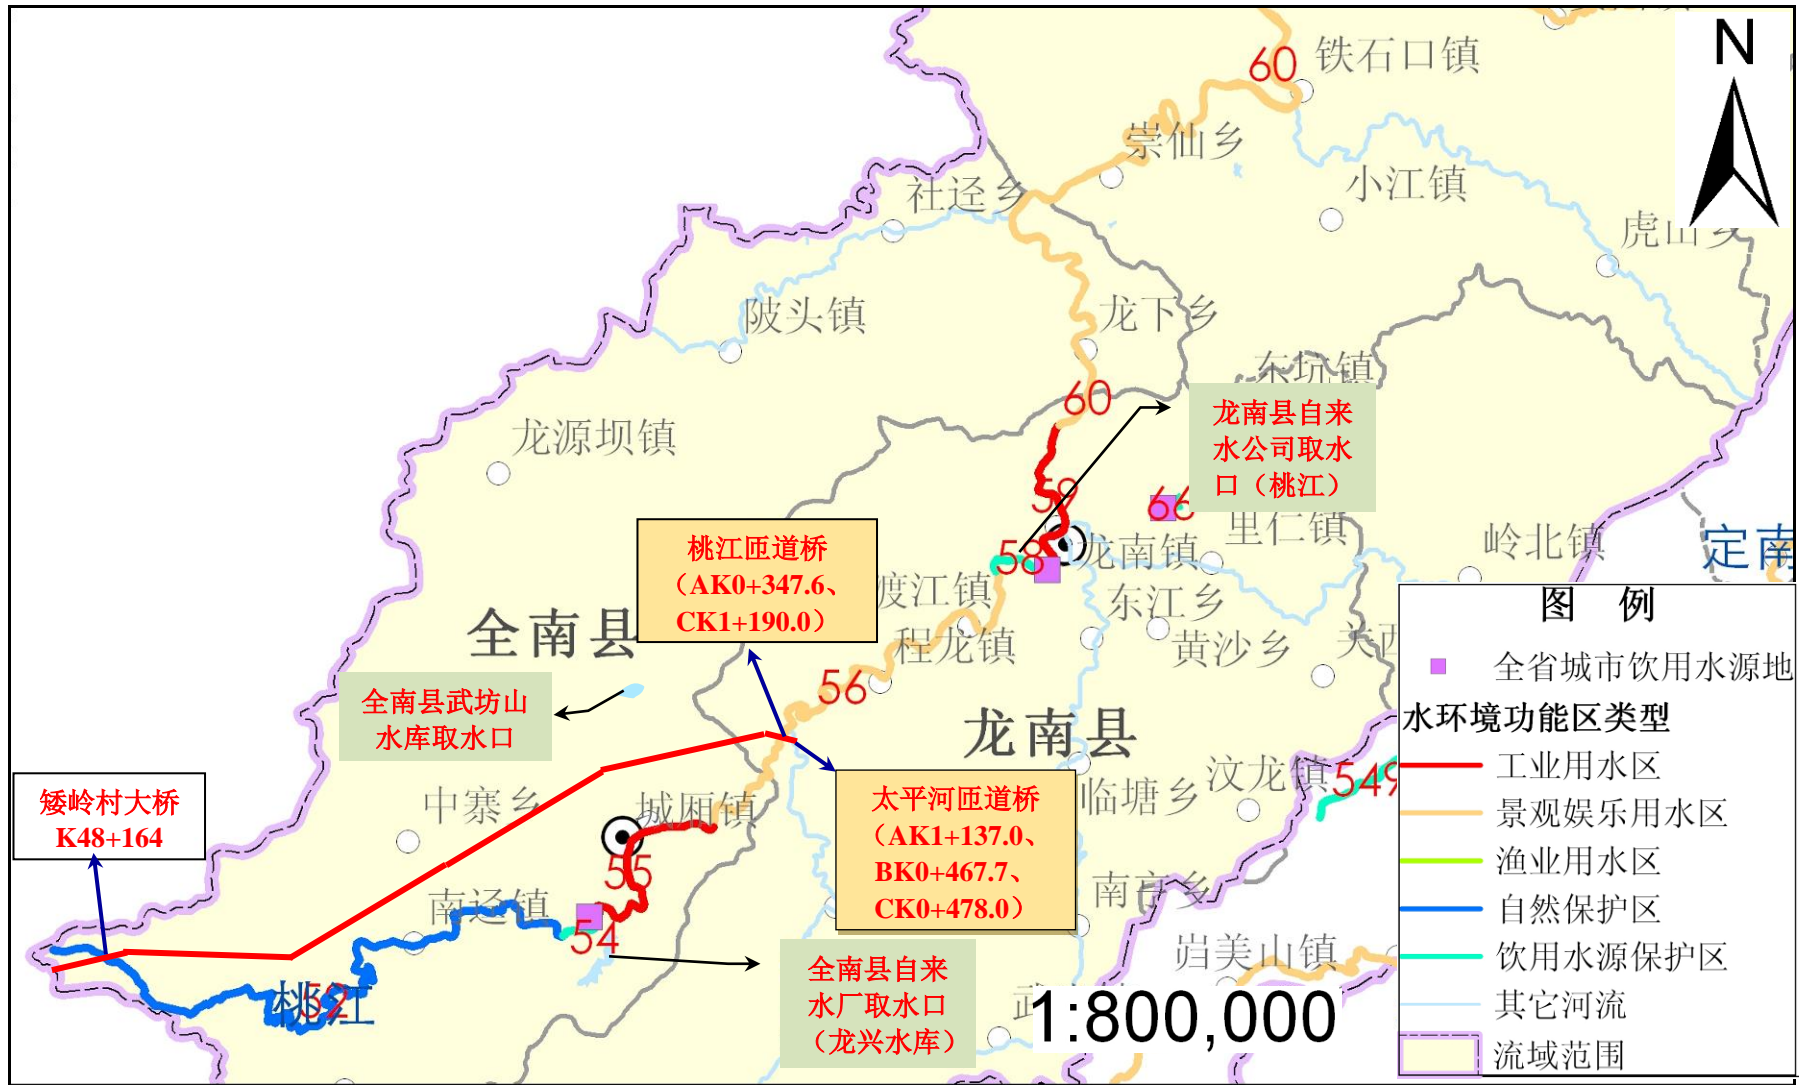 N
60
铁石口镇
崇仙乡
社迳乡
小江镇
虎山乡
陂头镇
龙下乡
东坑镇
60
龙南县自来
水公司取水
口（桃江）
龙源坝镇
59
66
里仁镇
岭北镇
定南
桃江匝道桥
（AK0+347.6、
CK1+190.0）
58
龙南镇
渡江镇
东江乡
全南县
程龙镇
黄沙乡
关西
56
全南县武坊山
水库取水口
龙南县
矮岭村大桥
K48+164
中寨乡
城厢镇
太平河匝道桥
（AK1+137.0、
BK0+467.7、
CK0+478.0）
临塘乡
汶龙镇
549
55
南迳镇
南亨乡
54
岿美山镇
全南县自来
水厂取水口
（龙兴水库）
52
桃江
武
1:800,000
图 例
全省城市饮用水源地
水环境功能区类型
工业用水区
景观娱乐用水区
渔业用水区
自然保护区
饮用水源保护区
其它河流
流域范围